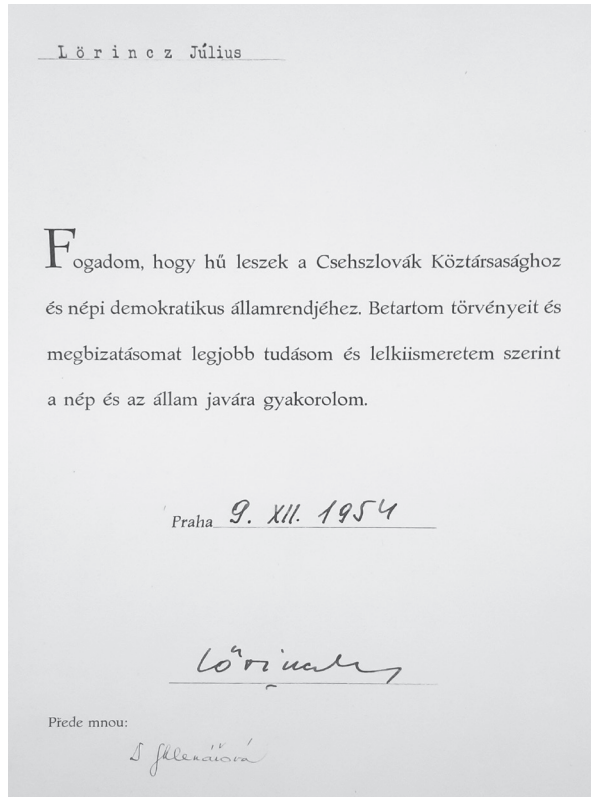 Lörincz Július
Fogadom, hogy hű leszek a Csehszlovák Köztársasághoz
és népi demokratikus államrendjéhez. Betartom törvényeit és
megbizatásomat legjobb tudásom és lelkiismeretem szerint
a nép és az állam javára gyakorolom.
Praha 9. XII. 1954
Přede mnou: